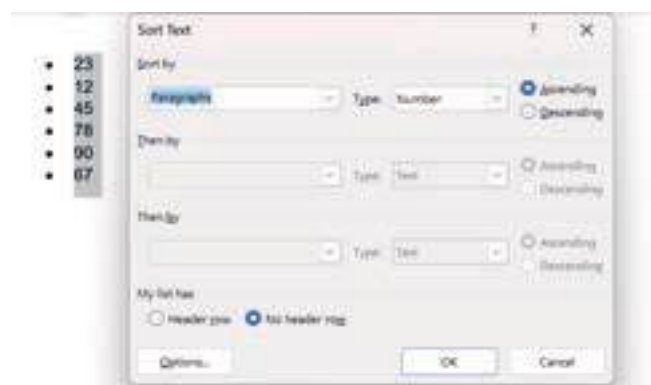 Sort Text ? ×
Sort by
Paragraphs Type: Number Ascending
Descending
Then by
Type: Text Ascending
Descending
Then by
Type: Text Ascending
Descending
My list has
Header row No header row
Options... OK Cancel
• 23
• 12
• 45
• 78
• 90
• 67